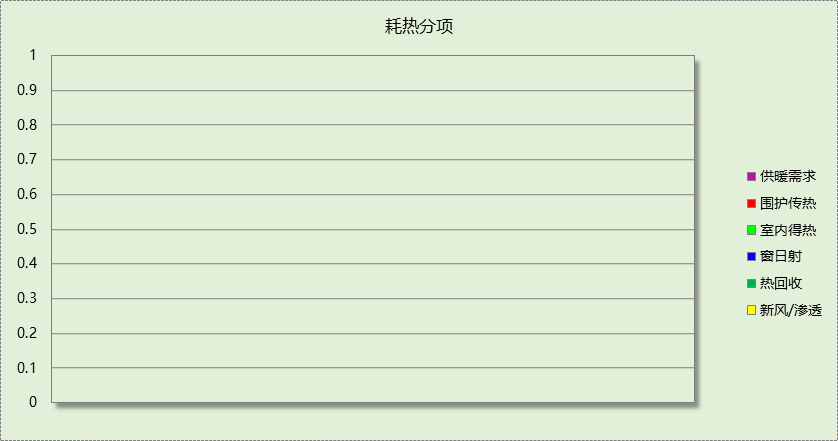 耗热分项
1
0.9
0.8
0.7
0.6
0.5
0.4
0.3
0.2
0.1
0
供暖需求
围护传热
室内得热
窗日射
热回收
新风/渗透